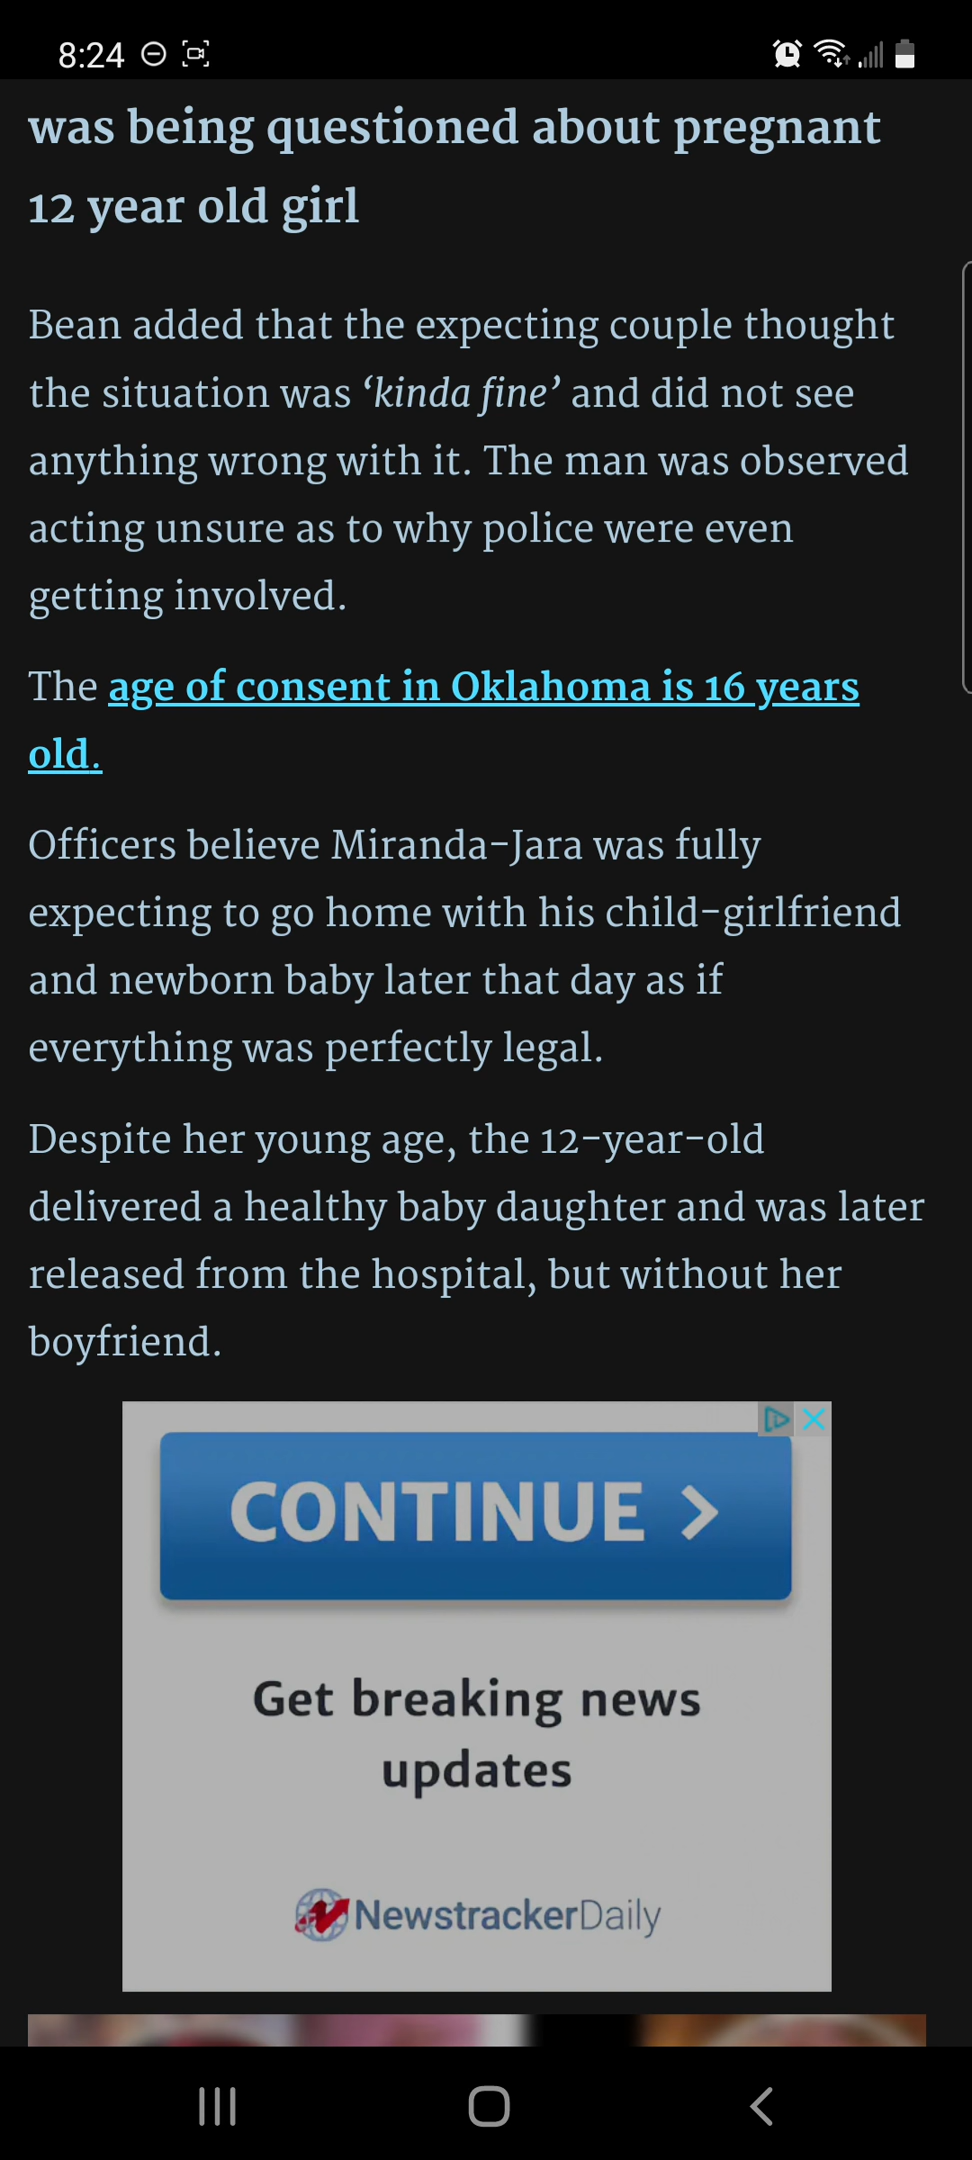 8:24
was being questioned about pregnant
12 year old girl
Bean added that the expecting couple thought
the situation was ‘kinda fine’ and did not see
anything wrong with it. The man was observed
acting unsure as to why police were even
getting involved.
The age of consent in Oklahoma is 16 years
old.
Officers believe Miranda-Jara was fully
expecting to go home with his child-girlfriend
and newborn baby later that day as if
everything was perfectly legal.
Despite her young age, the 12-year-old
delivered a healthy baby daughter and was later
released from the hospital, but without her
boyfriend.
CONTINUE >
Get breaking news
updates
NewstrackerDaily